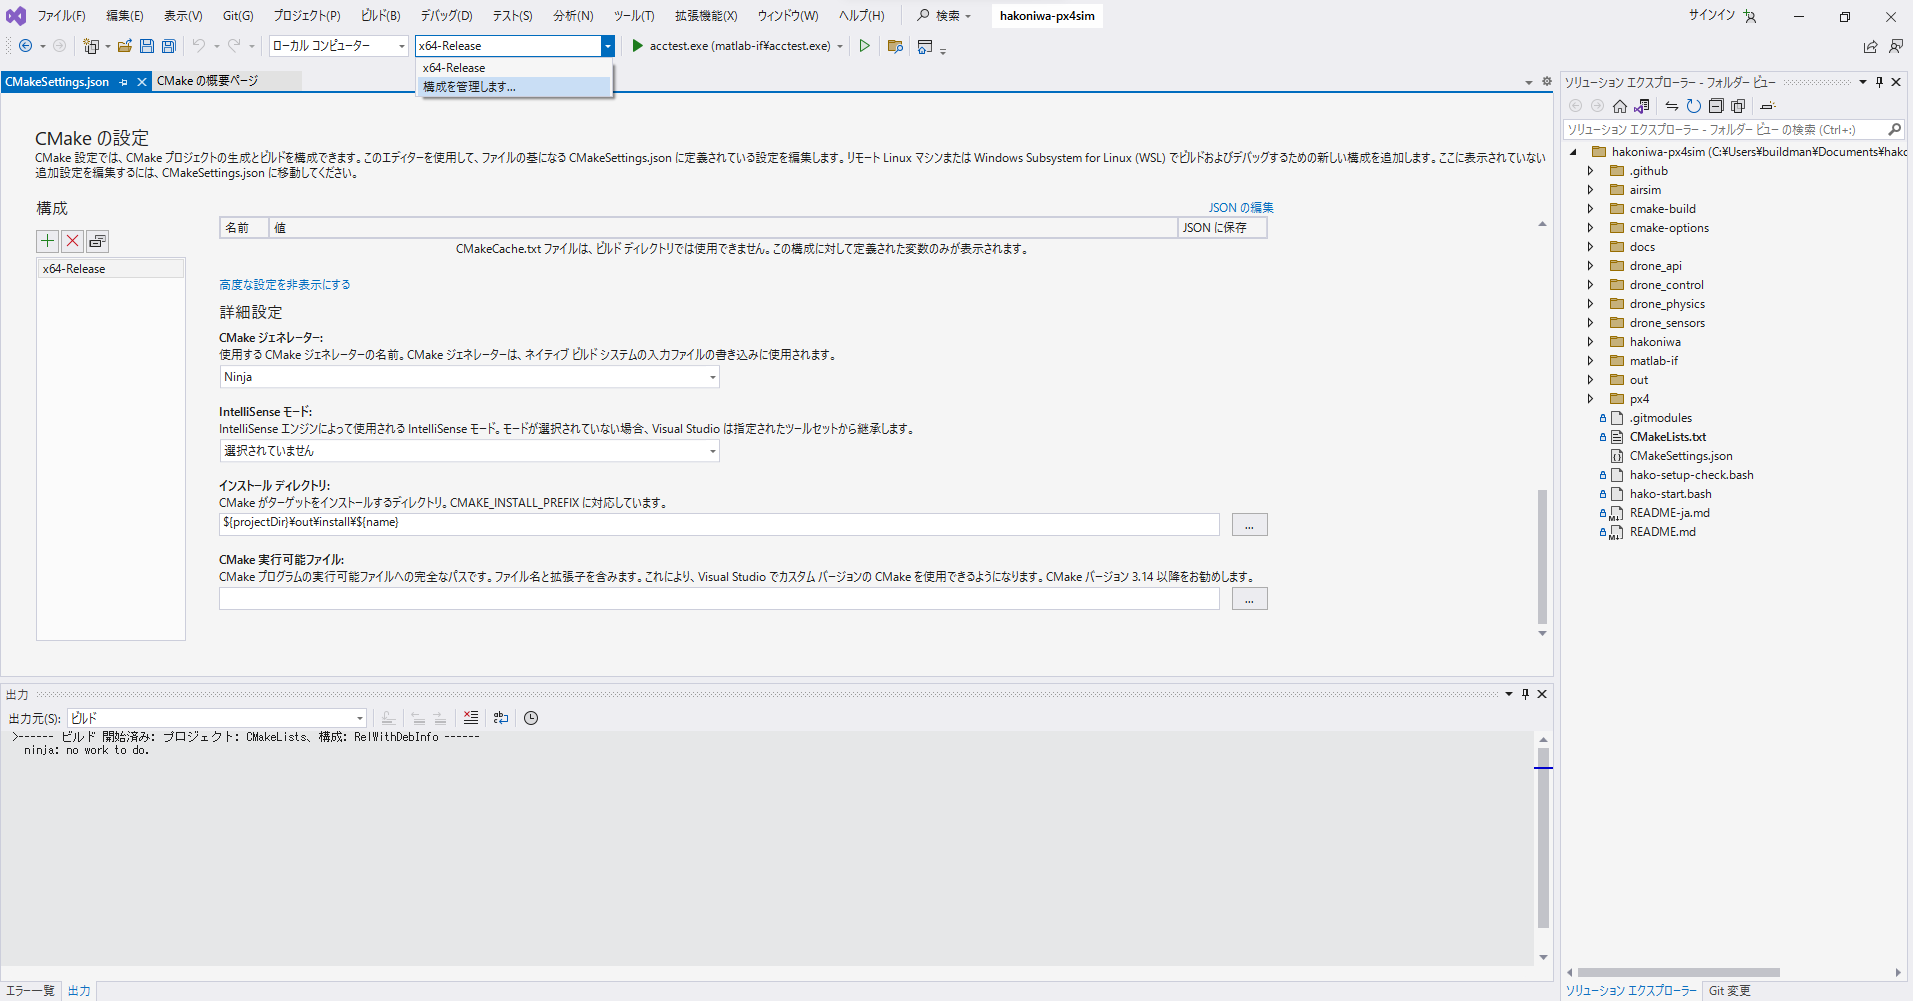 ファイル(F) 編集(E) 表示(V) Git(G) プロジェクト(P) ビルド(B) デバッグ(D) テスト(S) 分析(N) ツール(T) 拡張機能(X) ウィンドウ(W) ヘルプ(H) 検索 hakoniwa-px4sim サインイン
ローカル コンピューター x64-Release acctest.exe (matlab-if¥acctest.exe)
x64-Release
構成を管理します...
CMakeSettings.json CMake の概要ページ
CMake の設定
CMake 設定では、CMake プロジェクトの生成とビルドを構成できます。このエディターを使用して、ファイルの基になる CMakeSettings.json に定義されている設定を編集します。リモート Linux マシンまたは Windows Subsystem for Linux (WSL) でビルドおよびデバッグするための新しい構成を追加します。ここに表示されていない
追加設定を編集するには、CMakeSettings.json に移動してください。
構成
x64-Release
JSON の編集
名前 値 JSON に保存
CMakeCache.txt ファイルは、ビルド ディレクトリでは使用できません。この構成に対して定義された変数のみが表示されます。
高度な設定を非表示にする
詳細設定
CMake ジェネレーター:
使用する CMake ジェネレーターの名前。CMake ジェネレーターは、ネイティブ ビルド システムの入力ファイルの書き込みに使用されます。
Ninja
IntelliSense モード:
IntelliSense エンジンによって使用される IntelliSense モード。モードが選択されていない場合、Visual Studio は指定されたツールセットから継承します。
選択されていません
インストール ディレクトリ:
CMake がターゲットをインストールするディレクトリ。CMAKE_INSTALL_PREFIX に対応しています。
${projectDir}¥out¥install¥${name}
...
CMake 実行可能ファイル:
CMake プログラムの実行可能ファイルへの完全なパスです。ファイル名と拡張子を含みます。これにより、Visual Studio でカスタム バージョンの CMake を使用できるようになります。CMake バージョン 3.14 以降をお勧めします。
...
出力
出力元(S): ビルド
>------ ビルド 開始済み: プロジェクト: CMakeLists、構成: RelWithDebInfo ------
ninja: no work to do.
エラー一覧 出力
ソリューション エクスプローラー - フォルダー ビュー
ソリューション エクスプローラー - フォルダー ビュー の検索 (Ctrl+:)
hakoniwa-px4sim (C:¥Users¥buildman¥Documents¥hako
.github
airsim
cmake-build
cmake-options
docs
drone_api
drone_control
drone_physics
drone_sensors
hakoniwa
matlab-if
out
px4
.gitmodules
CMakeLists.txt
CMakeSettings.json
hako-setup-check.bash
hako-start.bash
README-ja.md
README.md
ソリューション エクスプローラー Git 変更